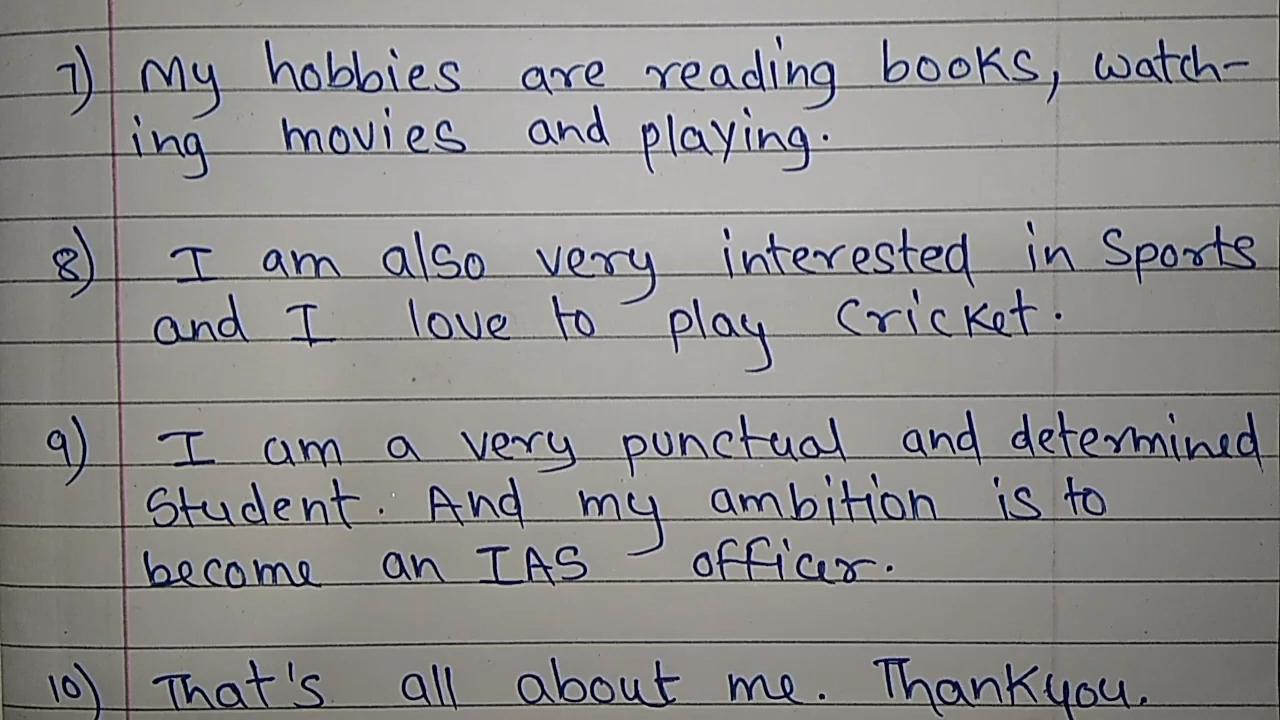 7) My hobbies are reading books, watch-
ing movies and playing.
8) I am also very interested in Sports
and I love to play Cricket.
9) I am a very punctual and determined
Student. And my ambition is to
become an IAS officer.
10) That's all about me. Thankyou.